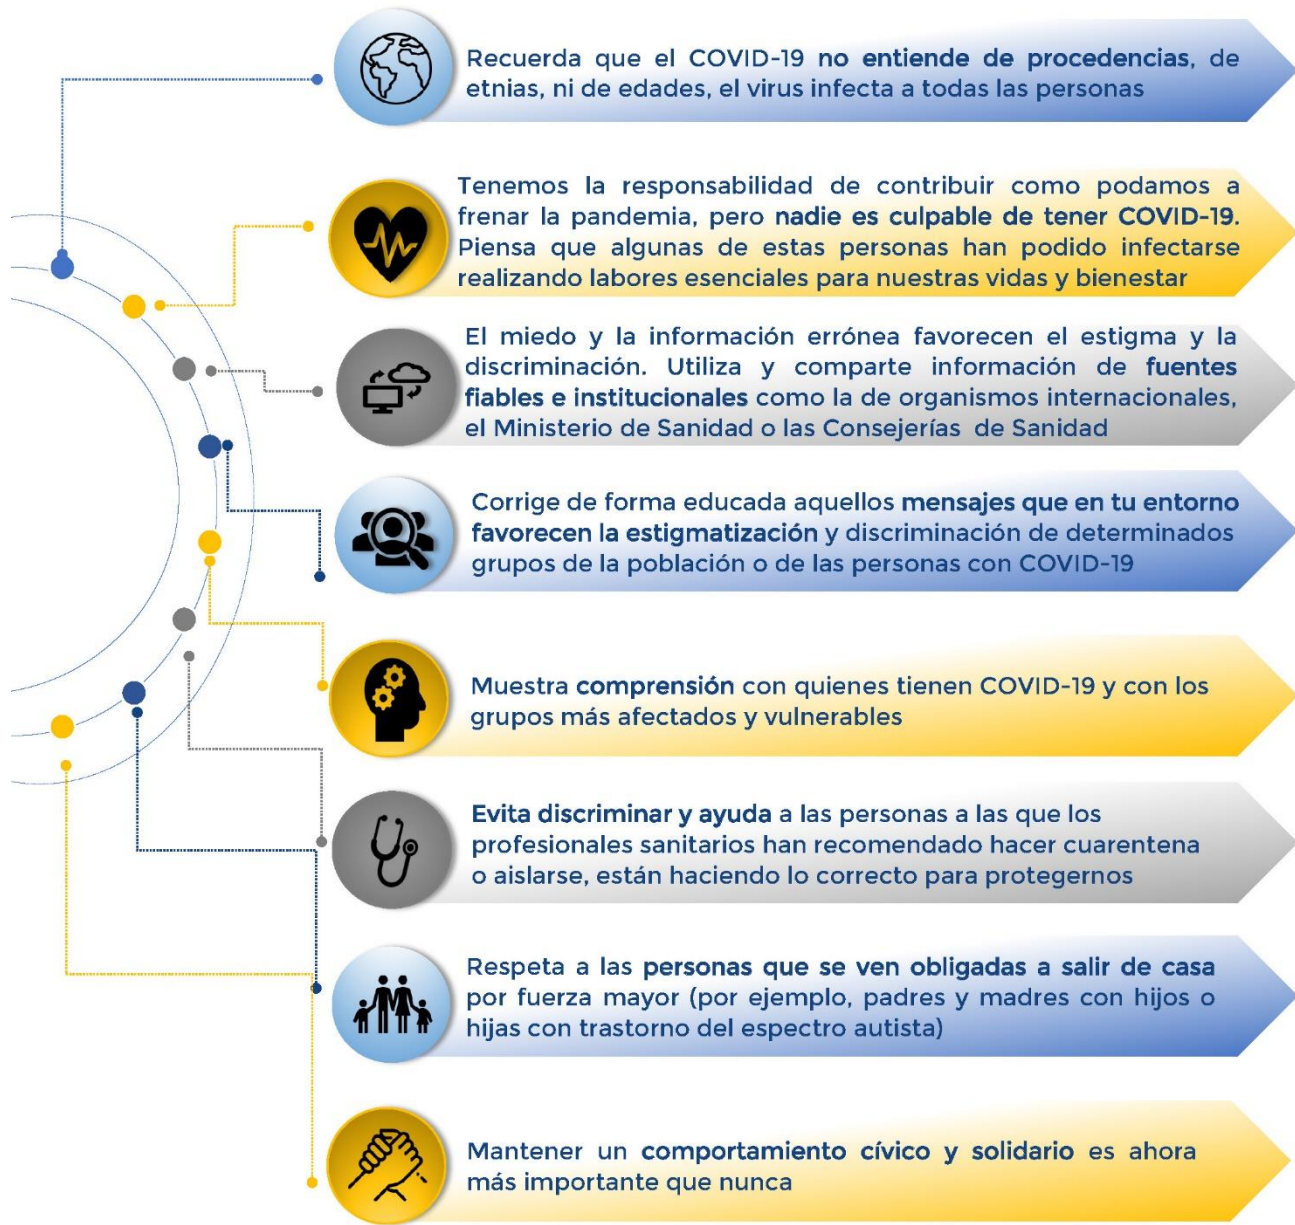 Recuerda que el COVID-19 no entiende de procedencias, de
etnias, ni de edades, el virus infecta a todas las personas
Tenemos la responsabilidad de contribuir como podamos a
frenar la pandemia, pero nadie es culpable de tener COVID-19.
Piensa que algunas de estas personas han podido infectarse
realizando labores esenciales para nuestras vidas y bienestar
El miedo y la información errónea favorecen el estigma y la
discriminación. Utiliza y comparte información de fuentes
fiables e institucionales como la de organismos internacionales,
el Ministerio de Sanidad o las Consejerías de Sanidad
Corrige de forma educada aquellos mensajes que en tu entorno
favorecen la estigmatización y discriminación de determinados
grupos de la población o de las personas con COVID-19
Muestra comprensión con quienes tienen COVID-19 y con los
grupos más afectados y vulnerables
Evita discriminar y ayuda a las personas a las que los
profesionales sanitarios han recomendado hacer cuarentena
o aislarse, están haciendo lo correcto para protegernos
Respeta a las personas que se ven obligadas a salir de casa
por fuerza mayor (por ejemplo, padres y madres con hijos o
hijas con trastorno del espectro autista)
Mantener un comportamiento cívico y solidario es ahora
más importante que nunca